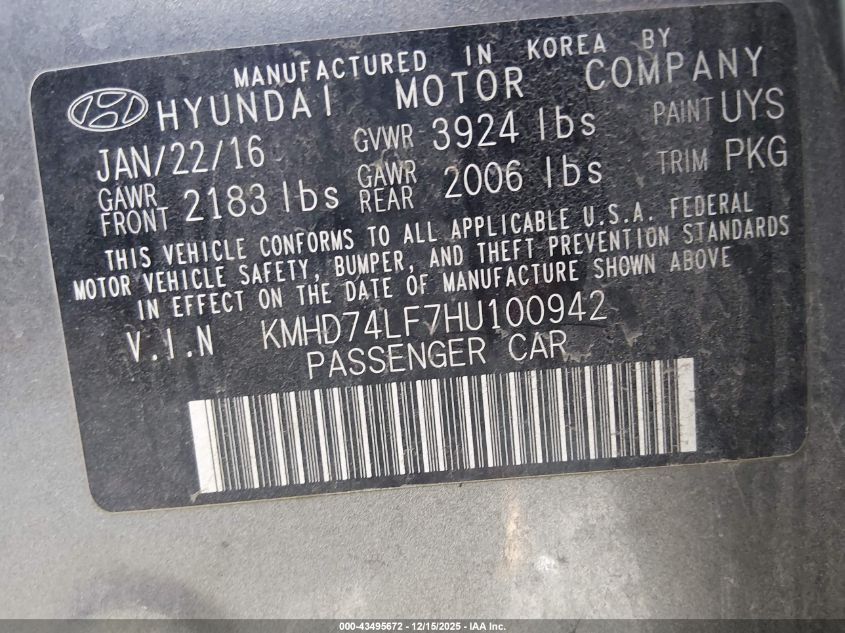 MANUFACTURED IN KOREA BY
HYUNDAI MOTOR COMPANY
JAN/22/16 GVWR 3924 lbs PAINT UYS
GAWR FRONT 2183 lbs GAWR REAR 2006 lbs TRIM PKG
THIS VEHICLE CONFORMS TO ALL APPLICABLE U.S.A. FEDERAL
MOTOR VEHICLE SAFETY, BUMPER, AND THEFT PREVENTION STANDARDS
IN EFFECT ON THE DATE OF MANUFACTURE SHOWN ABOVE
V.I.N KMHD74LF7HU100942
PASSENGER CAR
000-43495672 - 12/15/2025 - IAA Inc.